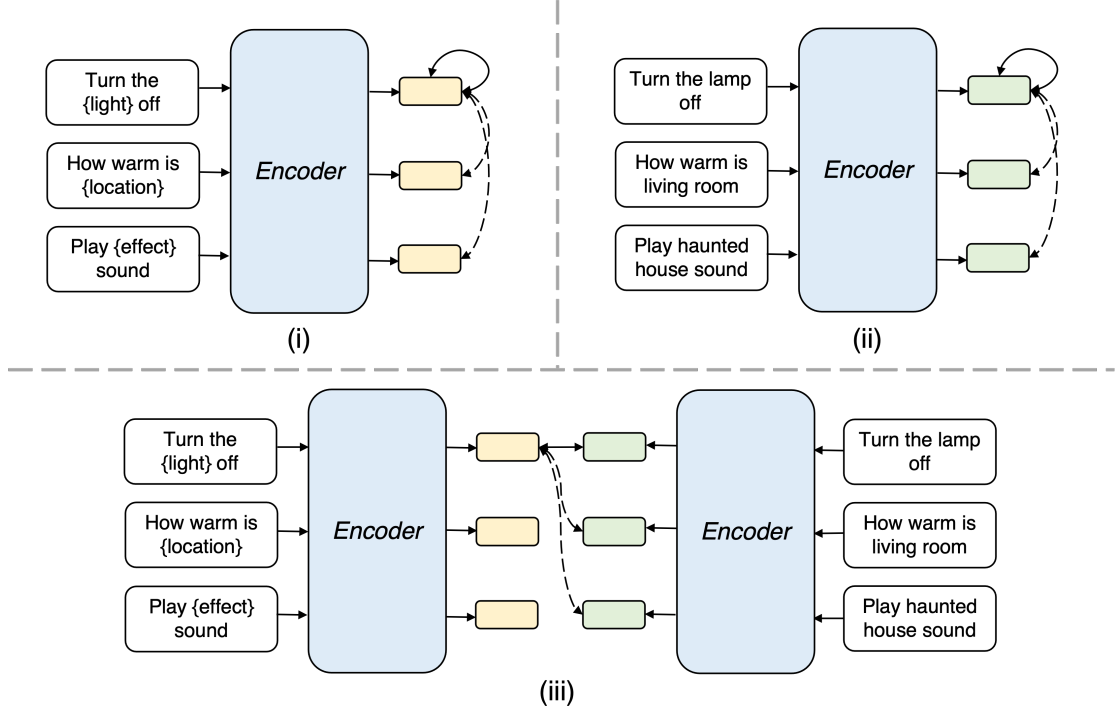 Turn the
{light} off
How warm is
{location}
Play {effect}
sound
Encoder
(i)
Turn the lamp
off
How warm is
living room
Play haunted
house sound
Encoder
(ii)
Turn the
{light} off
How warm is
{location}
Play {effect}
sound
Encoder
Encoder
Turn the lamp
off
How warm is
living room
Play haunted
house sound
(iii)